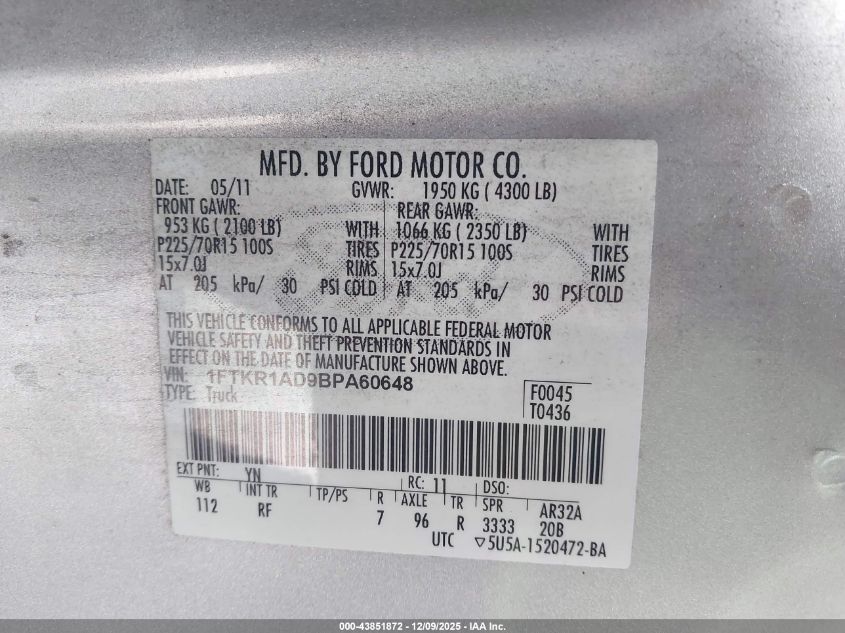 MFD. BY FORD MOTOR CO.
DATE: 05/11 GVWR: 1950 KG ( 4300 LB)
FRONT GAWR: REAR GAWR:
953 KG ( 2100 LB) WITH 1066 KG ( 2350 LB) WITH
P225/70R15 100S TIRES P225/70R15 100S TIRES
15x7.0J RIMS 15x7.0J RIMS
AT 205 kPa/ 30 PSI COLD AT 205 kPa/ 30 PSI COLD
THIS VEHICLE CONFORMS TO ALL APPLICABLE FEDERAL MOTOR
VEHICLE SAFETY AND THEFT PREVENTION STANDARDS IN
EFFECT ON THE DATE OF MANUFACTURE SHOWN ABOVE.
VIN: 1FTKR1AD9BPA60648
TYPE: Truck
F0045
T0436
EXT PNT: YN RC: 11 DSO:
WB INT TR TP/PS R AXLE TR SPR AR32A
112 RF 7 96 R 3333 20B
UTC ▽5U5A-1520472-BA
000-43851872 - 12/09/2025 - IAA Inc.